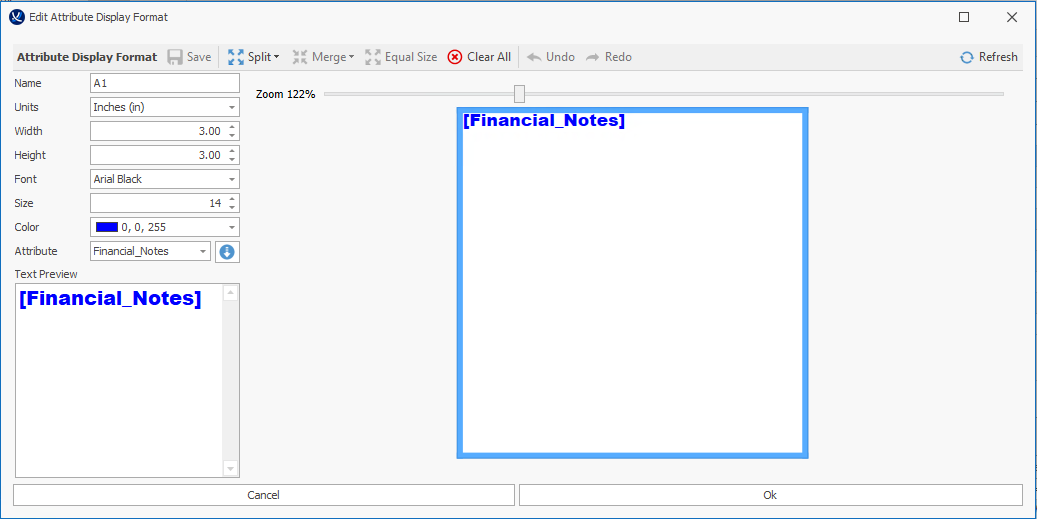 Edit Attribute Display Format
Attribute Display Format Save Split Merge Equal Size Clear All Undo Redo Refresh
Name A1
Zoom 122%
Units Inches (in)
Width 3.00
Height 3.00
Font Arial Black
Size 14
Color 0, 0, 255
Attribute Financial_Notes
Text Preview
[Financial_Notes]
[Financial_Notes]
Cancel Ok